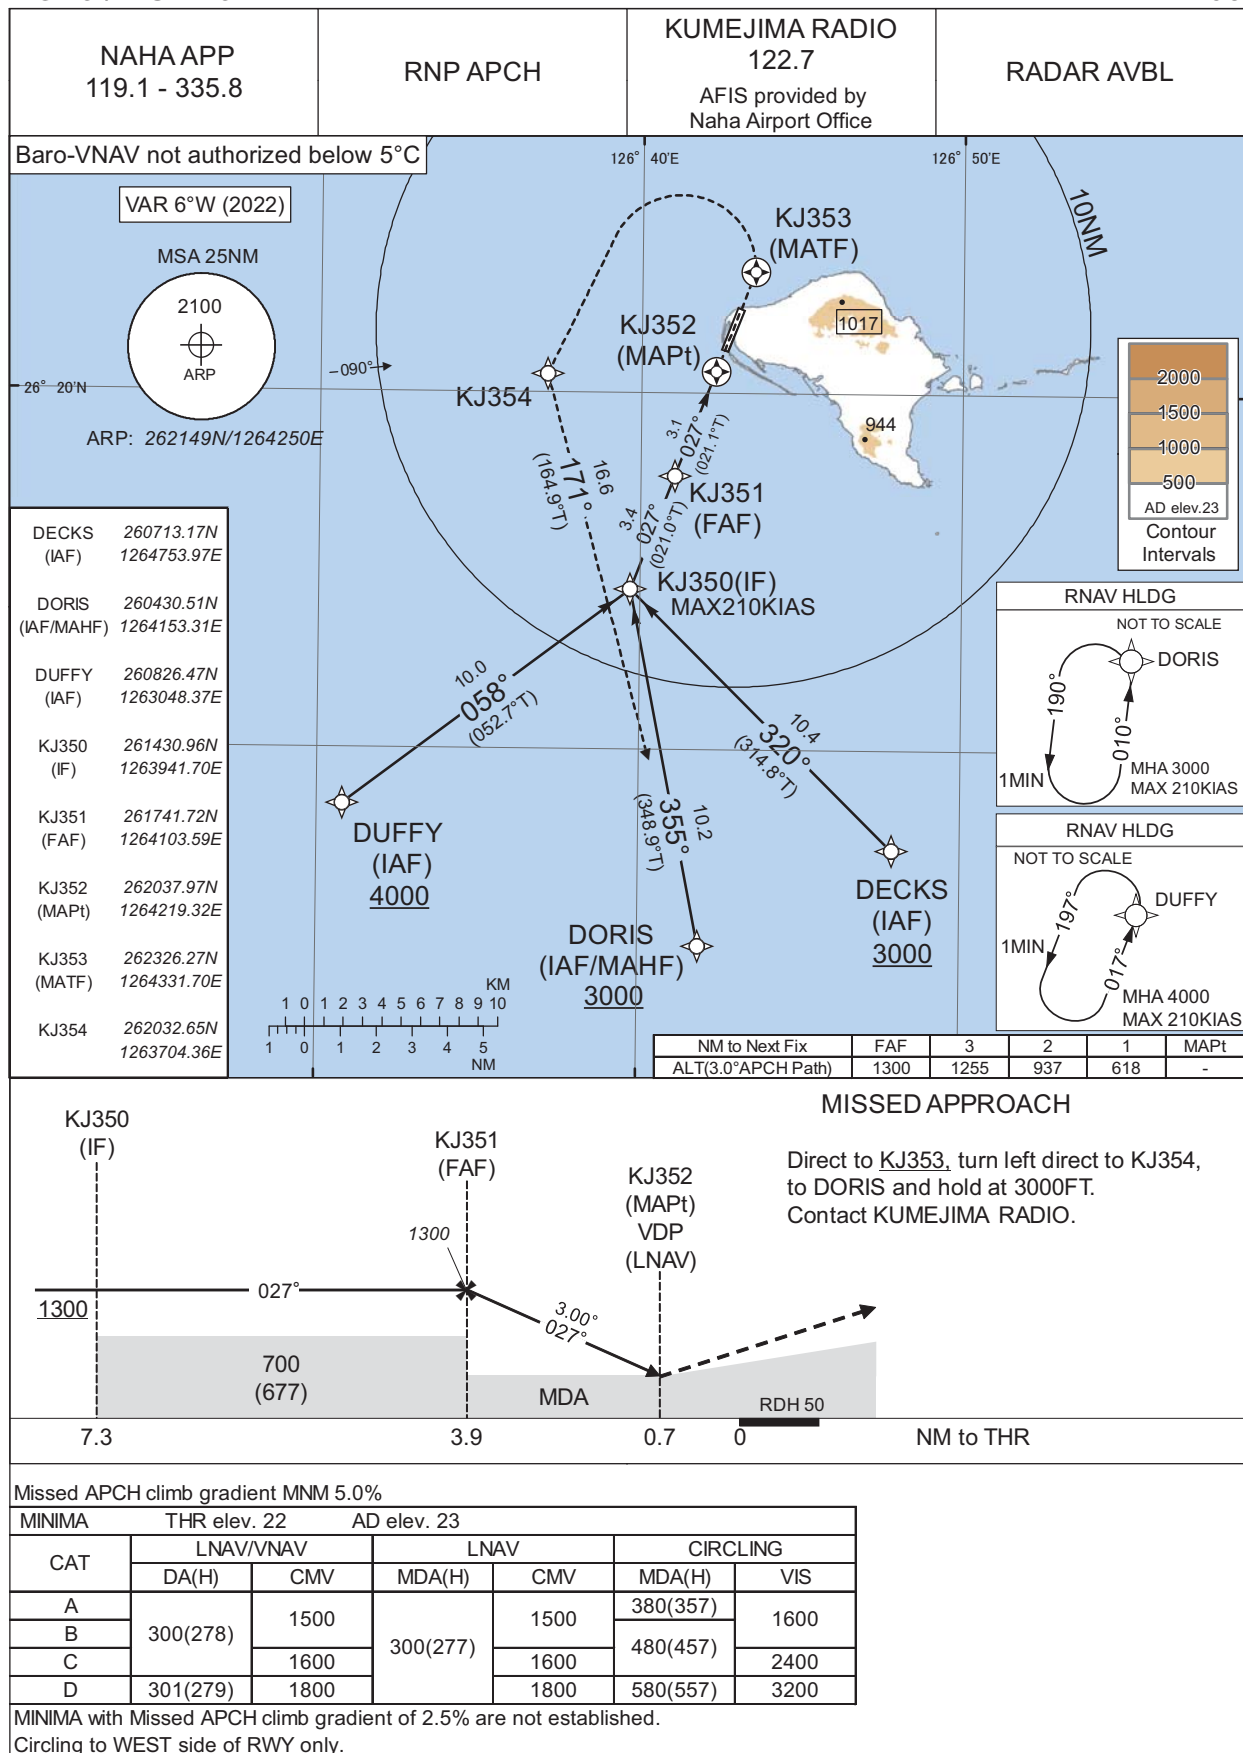 NAHA APP
119.1 - 335.8
RNP APCH
KUMEJIMA RADIO
122.7
AFIS provided by
Naha Airport Office
RADAR AVBL
Baro-VNAV not authorized below 5°C
126° 40'E
126° 50'E
VAR 6°W (2022)
10NM
MSA 25NM
2100
ARP
ARP: 262149N/1264250E
090°
26° 20'N
KJ353
(MATF)
KJ352
(MAPt)
KJ354
1017
944
3.1
027°
(021.1°T)
KJ351
(FAF)
3.4
027°
(021.0°T)
16.6
171°
(164.9°T)
KJ350(IF)
MAX210KIAS
2000
1500
1000
500
AD elev.23
Contour
Intervals
DECKS 260713.17N
(IAF) 1264753.97E
DORIS 260430.51N
(IAF/MAHF) 1264153.31E
DUFFY 260826.47N
(IAF) 1263048.37E
KJ350 261430.96N
(IF) 1263941.70E
KJ351 261741.72N
(FAF) 1264103.59E
KJ352 262037.97N
(MAPt) 1264219.32E
KJ353 262326.27N
(MATF) 1264331.70E
KJ354 262032.65N
1263704.36E
10.0
058°
(052.7°T)
10.4
320°
(314.8°T)
10.2
355°
(348.9°T)
DUFFY
(IAF)
4000
DORIS
(IAF/MAHF)
3000
DECKS
(IAF)
3000
RNAV HLDG
NOT TO SCALE
DORIS
190°
010°
1MIN
MHA 3000
MAX 210KIAS
RNAV HLDG
NOT TO SCALE
DUFFY
197°
017°
1MIN
MHA 4000
MAX 210KIAS
KM
1 0 1 2 3 4 5 6 7 8 9 10
1 0 1 2 3 4 5
NM
NM to Next Fix FAF 3 2 1 MAPt
ALT(3.0°APCH Path) 1300 1255 937 618 -
KJ350
(IF)
KJ351
(FAF)
KJ352
(MAPt)
VDP
(LNAV)
MISSED APPROACH
Direct to KJ353, turn left direct to KJ354,
to DORIS and hold at 3000FT.
Contact KUMEJIMA RADIO.
1300
1300
027°
3.00°
027°
700
(677)
MDA
RDH 50
7.3 3.9 0.7 0 NM to THR
Missed APCH climb gradient MNM 5.0%
MINIMA THR elev. 22 AD elev. 23
CAT LNAV/VNAV LNAV CIRCLING
DA(H) CMV MDA(H) CMV MDA(H) VIS
A 300(278) 1500 300(277) 1500 380(357) 1600
B 480(457)
C 1600 1600 2400
D 301(279) 1800 1800 580(557) 3200
MINIMA with Missed APCH climb gradient of 2.5% are not established.
Circling to WEST side of RWY only.